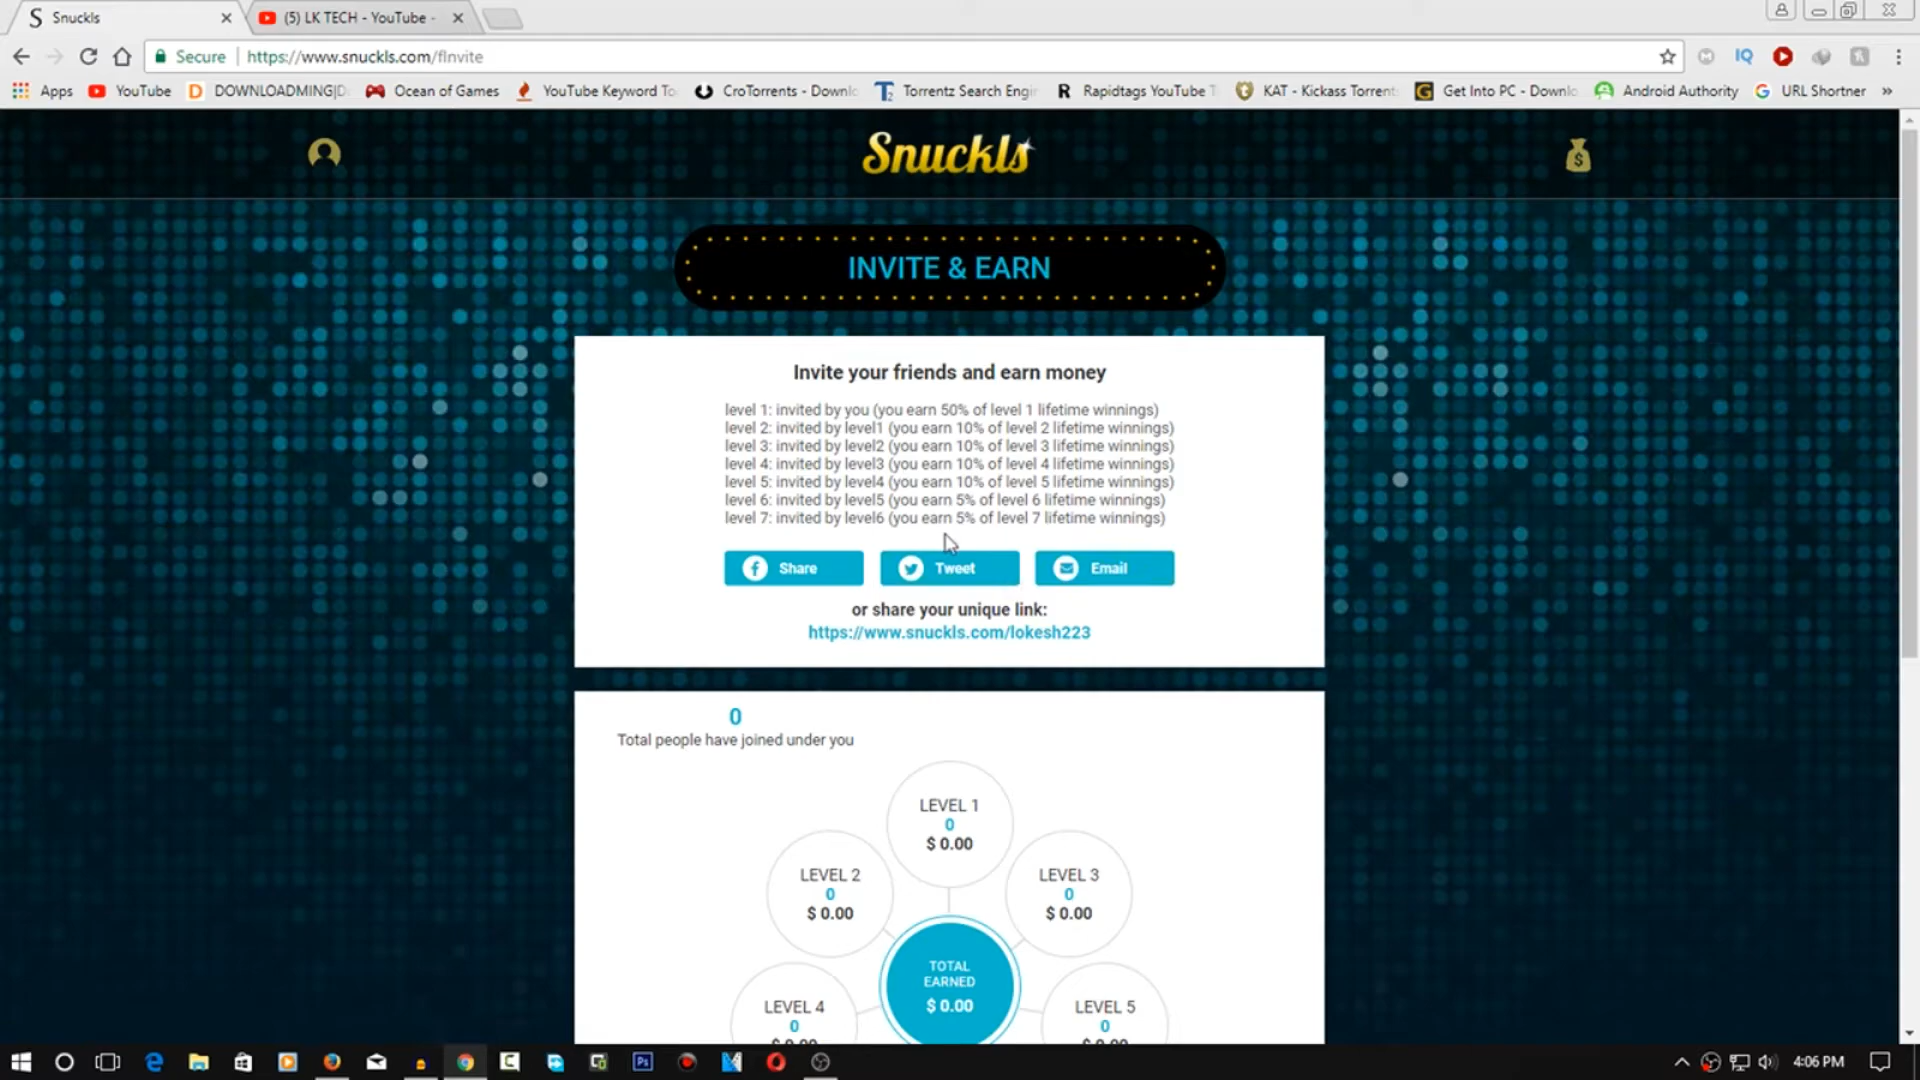 Snuckls
(5) LK TECH - YouTube -
Secure https://www.snuckls.com/fInvite
Apps YouTube DOWNLOADMING|D Ocean of Games YouTube Keyword To CroTorrents - Downlo Torrentz Search Engin Rapidtags YouTube T KAT - Kickass Torrent Get Into PC - Downlo Android Authority URL Shortner »
Snuckls
INVITE & EARN
Invite your friends and earn money
level 1: invited by you (you earn 50% of level 1 lifetime winnings)
level 2: invited by level1 (you earn 10% of level 2 lifetime winnings)
level 3: invited by level2 (you earn 10% of level 3 lifetime winnings)
level 4: invited by level3 (you earn 10% of level 4 lifetime winnings)
level 5: invited by level4 (you earn 10% of level 5 lifetime winnings)
level 6: invited by level5 (you earn 5% of level 6 lifetime winnings)
level 7: invited by level6 (you earn 5% of level 7 lifetime winnings)
Share Tweet Email
or share your unique link:
https://www.snuckls.com/lokesh223
0
Total people have joined under you
LEVEL 1
0
$ 0.00
LEVEL 2
0
$ 0.00
LEVEL 3
0
$ 0.00
TOTAL
EARNED
$ 0.00
LEVEL 4
0
$ 0.00
LEVEL 5
0
$ 0.00
4:06 PM